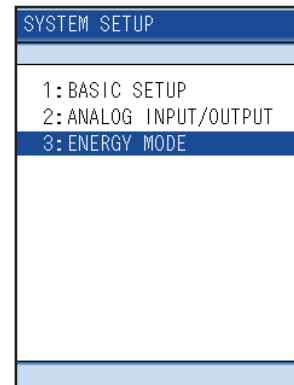 SYSTEM SETUP
1:BASIC SETUP
2:ANALOG INPUT/OUTPUT
3:ENERGY MODE